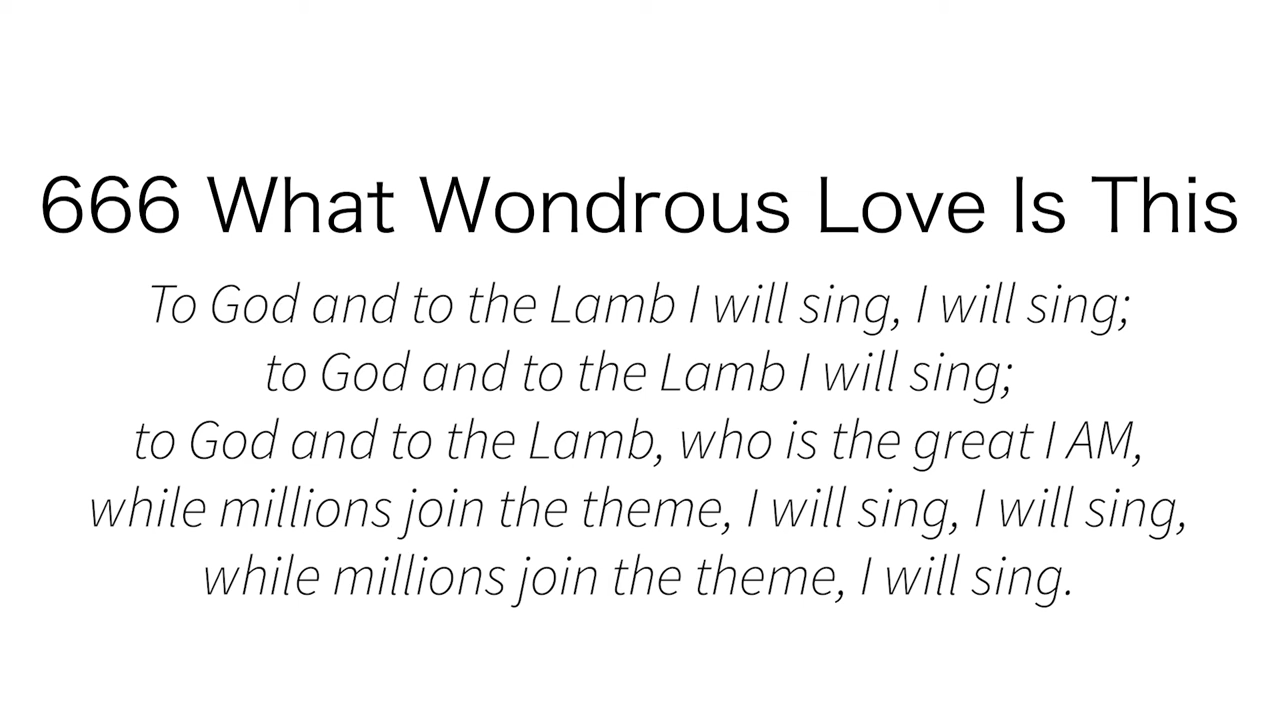 666 What Wondrous Love Is This
To God and to the Lamb I will sing, I will sing;
to God and to the Lamb I will sing;
to God and to the Lamb, who is the great I AM,
while millions join the theme, I will sing, I will sing,
while millions join the theme, I will sing.